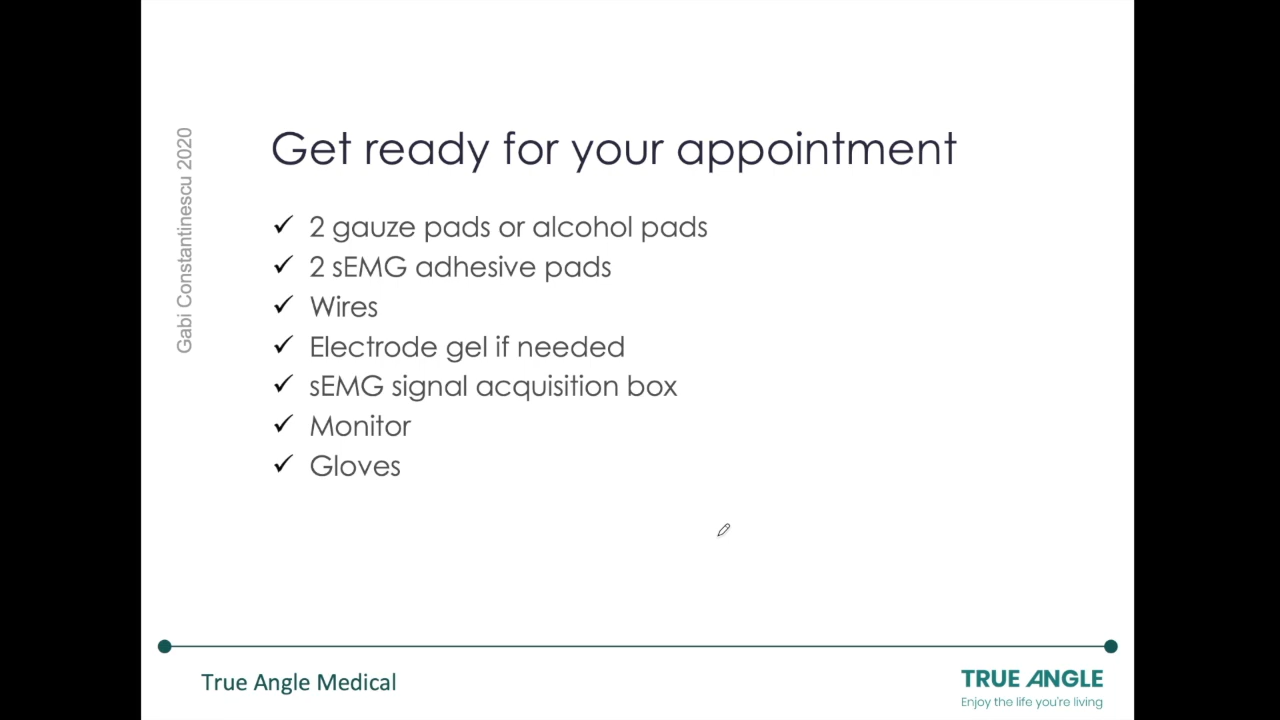 Gabi Constantinescu 2020
Get ready for your appointment
✓ 2 gauze pads or alcohol pads
✓ 2 sEMG adhesive pads
✓ Wires
✓ Electrode gel if needed
✓ sEMG signal acquisition box
✓ Monitor
✓ Gloves
True Angle Medical
TRUE ANGLE
Enjoy the life you're living